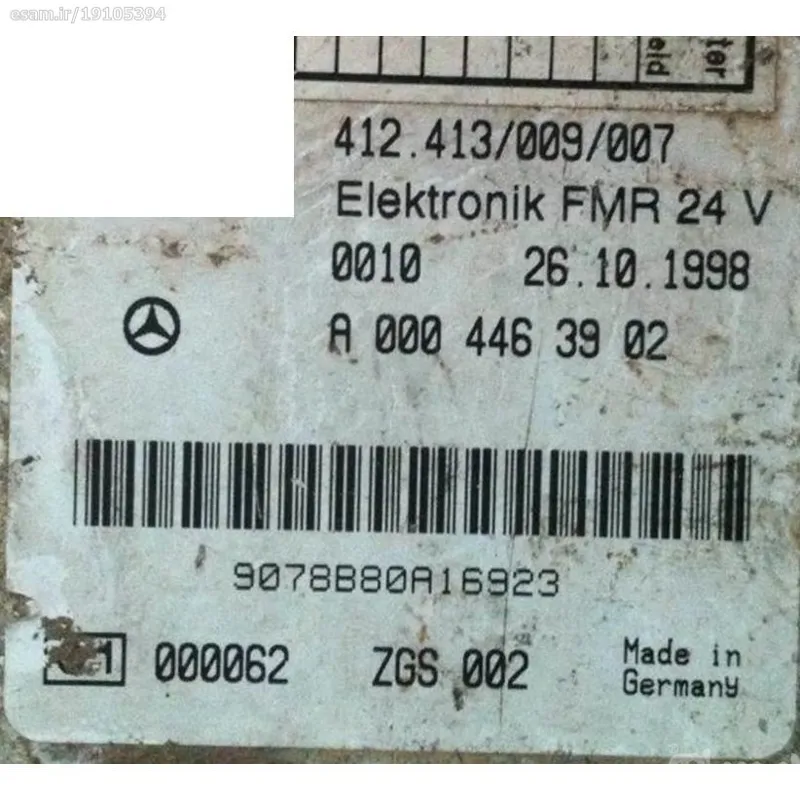 esam.ir/19105394
ter
eld
412.413/009/007
Elektronik FMR 24 V
0010 26.10.1998
A 000 446 39 02
9078B80A16923
000062 ZGS 002
Made in
Germany